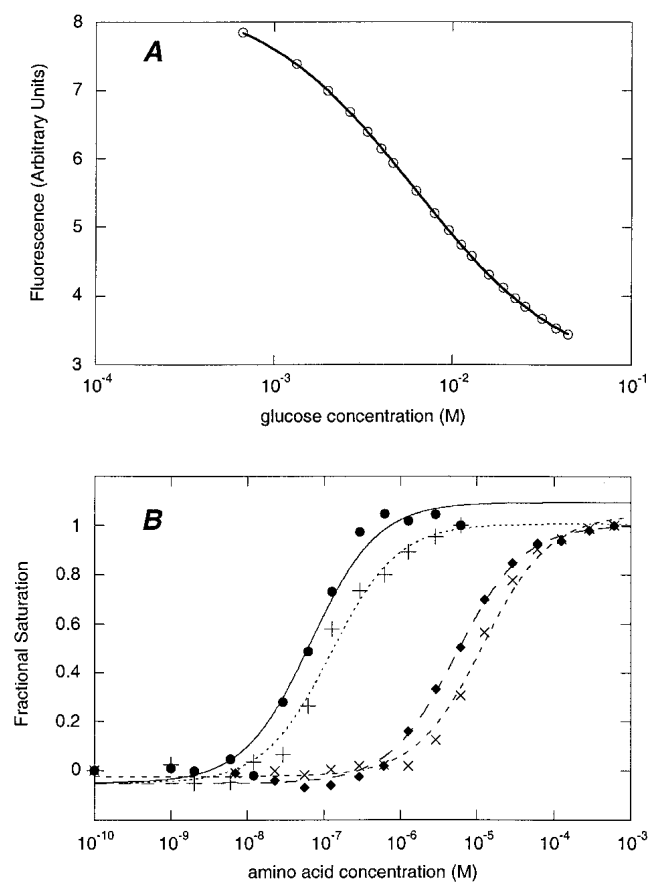 A
8
7
6
5
4
3
Fluorescence (Arbitrary Units)
10⁻⁴ 10⁻³ 10⁻² 10⁻¹
glucose concentration (M)
B
1
0.8
0.6
0.4
0.2
0
Fractional Saturation
10⁻¹⁰ 10⁻⁹ 10⁻⁸ 10⁻⁷ 10⁻⁶ 10⁻⁵ 10⁻⁴ 10⁻³
amino acid concentration (M)